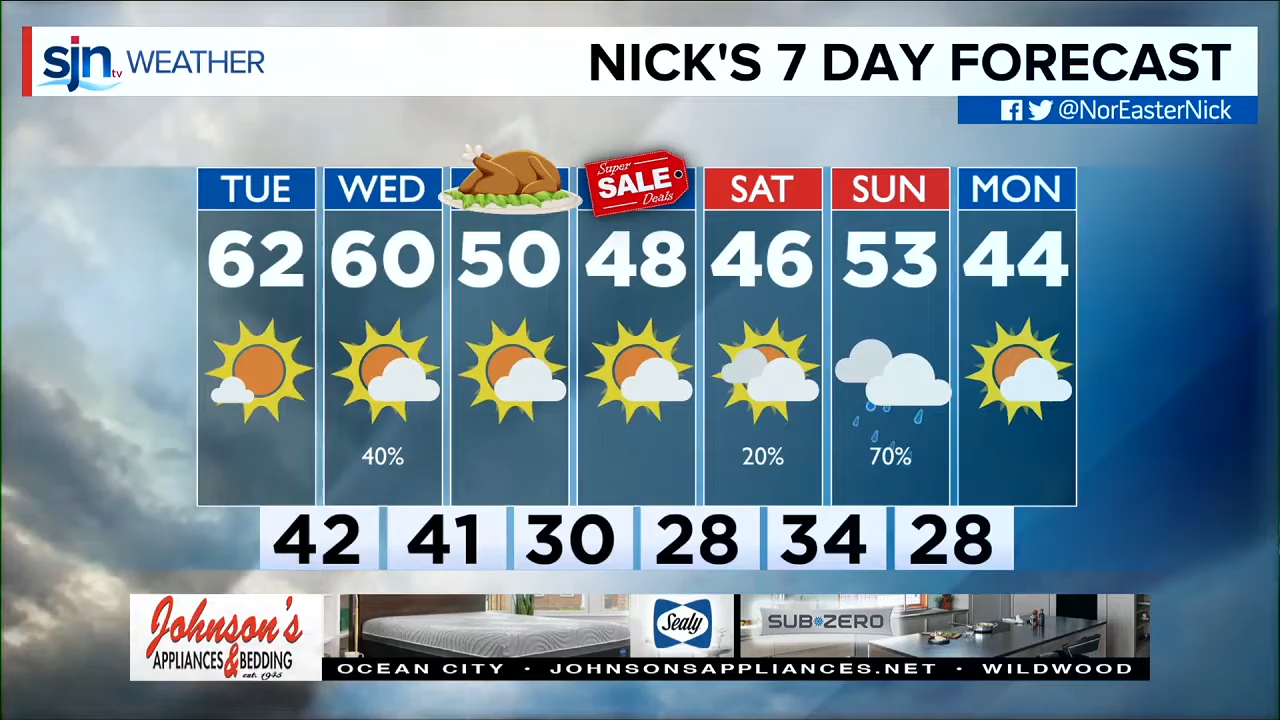 sjn tv WEATHER
NICK'S 7 DAY FORECAST
@NorEasterNick
TUE WED Super SALE Deals SAT SUN MON
62 60 50 48 46 53 44
40% 20% 70%
42 41 30 28 34 28
Johnson's
APPLIANCES & BEDDING
est. 1945
Sealy
SUB ZERO
OCEAN CITY · JOHNSONSAPPLIANCES.NET · WILDWOOD